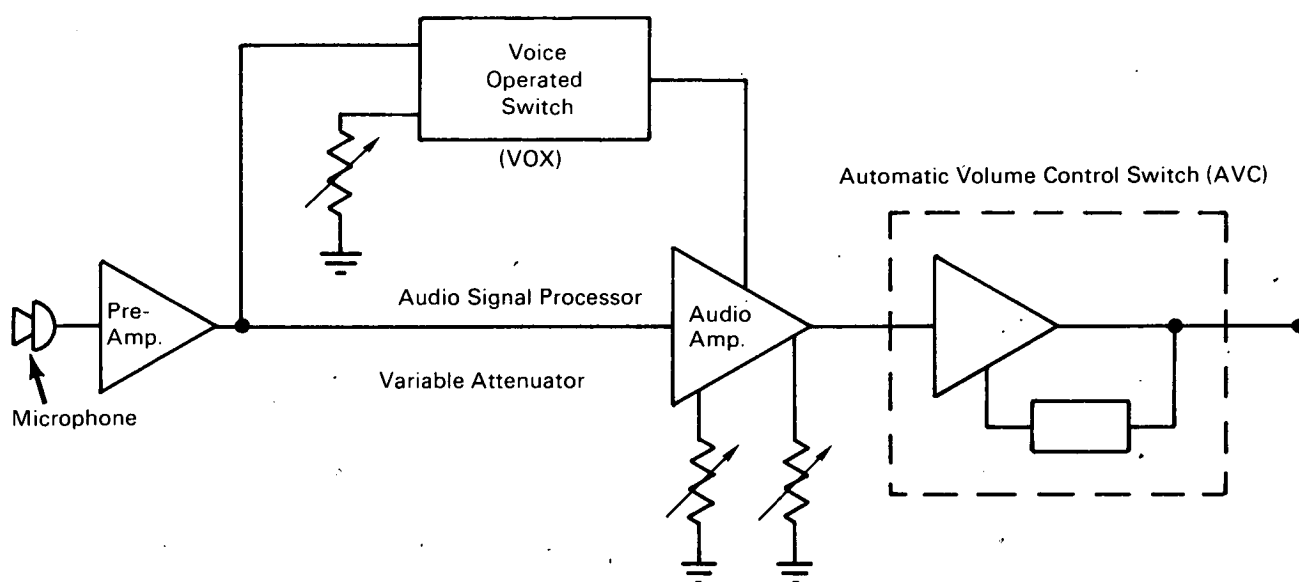 Voice
Operated
Switch
(VOX)
Automatic Volume Control Switch (AVC)
Pre-
Amp.
Audio Signal Processor
Audio
Amp.
Variable Attenuator
Microphone